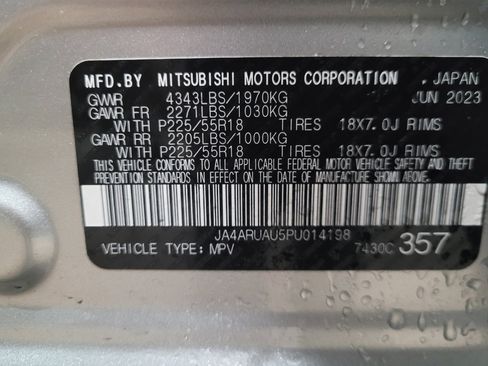 MFD.BY MITSUBISHI MOTORS CORPORATION . JAPAN
GVWR 4343LBS/1970KG JUN 2023
GAWR FR 2271LBS/1030KG
WITH P225/55R18 TIRES 18X7.0J RIMS
GAWR RR 2205LBS/1000KG
WITH P225/55R18 TIRES 18X7.0J RIMS
THIS VEHICLE CONFORMS TO ALL APPLICABLE FEDERAL MOTOR VEHICLE SAFETY AND THEFT
PREVENTION STANDARDS IN EFFECT ON THE DATE OF MANUFACTURE SHOWN ABOVE.
JA4ARUAU5PU014198
VEHICLE TYPE: MPV 7430C 357